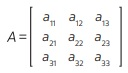 a₁₁ a₁₂ a₁₃
A = a₂₁ a₂₂ a₂₃
a₃₁ a₃₂ a₃₃